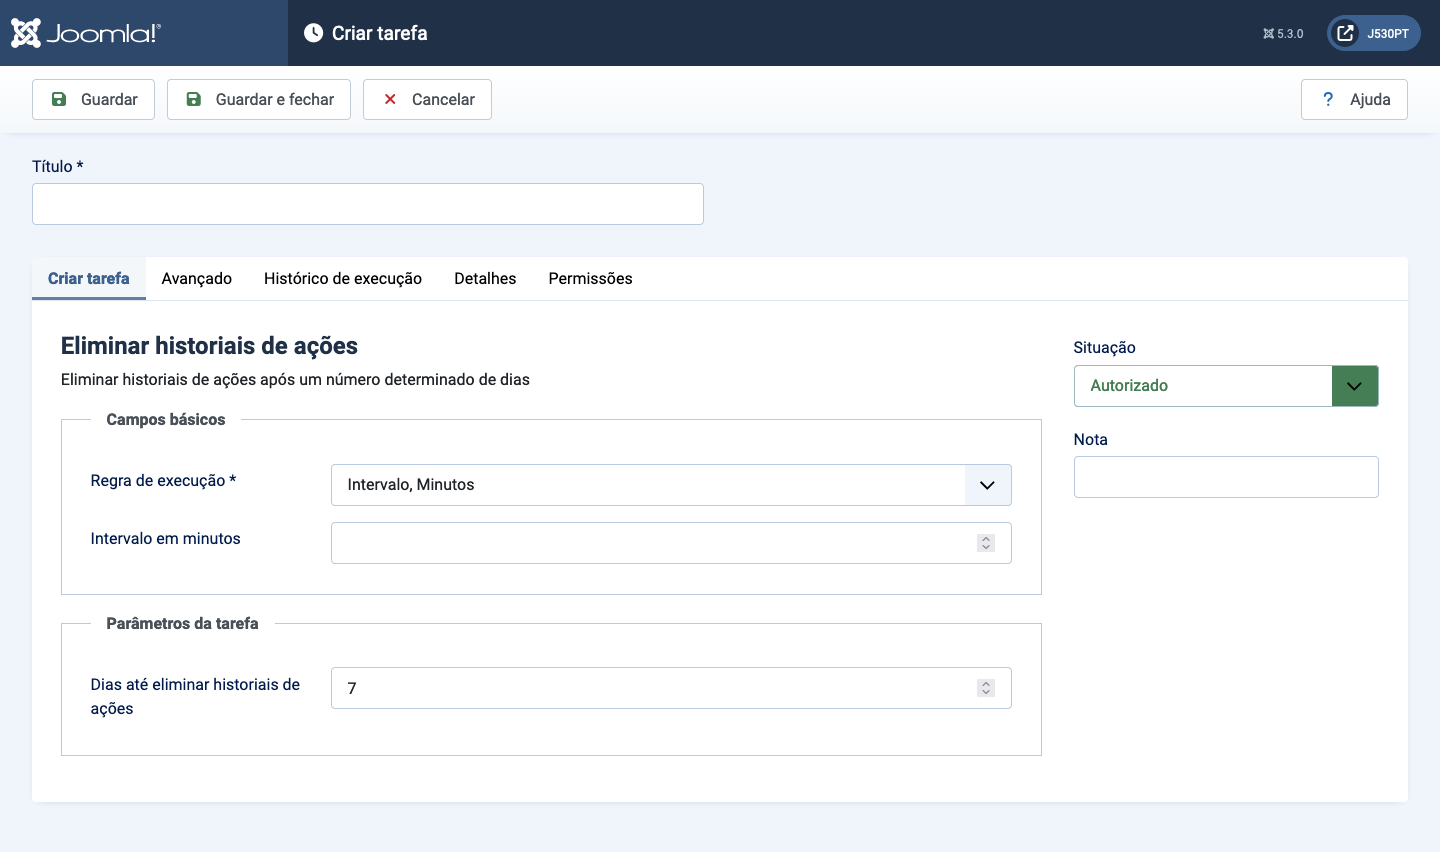 Joomla!®
Criar tarefa
5.3.0
J530PT
Guardar
Guardar e fechar
Cancelar
? Ajuda
Título *
Criar tarefa
Avançado
Histórico de execução
Detalhes
Permissões
Eliminar historiais de ações
Eliminar historiais de ações após um número determinado de dias
Campos básicos
Regra de execução *
Intervalo, Minutos
Intervalo em minutos
Parâmetros da tarefa
Dias até eliminar historiais de
ações
7
Situação
Autorizado
Nota